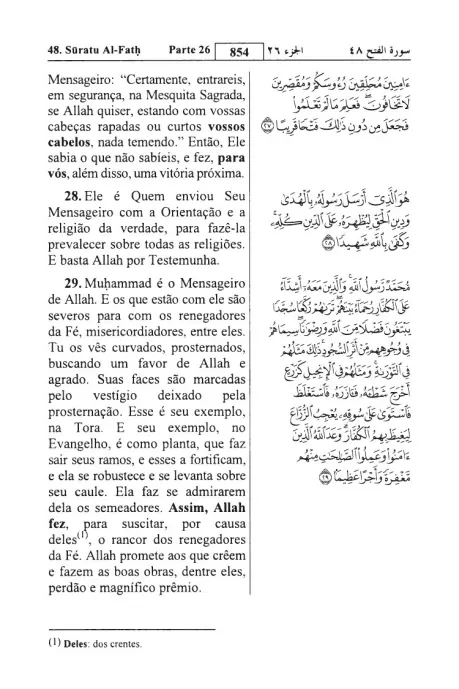 48. Sūratu Al-Fatḥ Parte 26 854 الجزء ٢٦ سورة الفتح ٤٨
Mensageiro: “Certamente, entrareis,
em segurança, na Mesquita Sagrada,
se Allah quiser, estando com vossas
cabeças rapadas ou curtos vossos
cabelos, nada temendo.” Então, Ele
sabia o que não sabíeis, e fez, para
vós, além disso, uma vitória próxima.
28. Ele é Quem enviou Seu
Mensageiro com a Orientação e a
religião da verdade, para fazê-la
prevalecer sobre todas as religiões.
E basta Allah por Testemunha.
29. Muḥammad é o Mensageiro
de Allah. E os que estão com ele são
severos para com os renegadores
da Fé, misericordiadores, entre eles.
Tu os vês curvados, prosternados,
buscando um favor de Allah e
agrado. Suas faces são marcadas
pelo vestígio deixado pela
prosternação. Esse é seu exemplo,
na Tora. E seu exemplo, no
Evangelho, é como planta, que faz
sair seus ramos, e esses a fortificam,
e ela se robustece e se levanta sobre
seu caule. Ela faz se admirarem
dela os semeadores. Assim, Allah
fez, para suscitar, por causa
deles(1), o rancor dos renegadores
da Fé. Allah promete aos que crêem
e fazem as boas obras, dentre eles,
perdão e magnífico prêmio.
ءَامِنِينَ مُحَلِّقِينَ رُءُوسَكُمْ وَمُقَصِّرِينَ
لَا تَخَافُونَ ۖ فَعَلِمَ مَا لَمْ تَعْلَمُوا۟
فَجَعَلَ مِن دُونِ ذَٰلِكَ فَتْحًا قَرِيبًا ٢٧
هُوَ ٱلَّذِىٓ أَرْسَلَ رَسُولَهُۥ بِٱلْهُدَىٰ
وَدِينِ ٱلْحَقِّ لِيُظْهِرَهُۥ عَلَى ٱلدِّينِ كُلِّهِۦ ۚ
وَكَفَىٰ بِٱللَّهِ شَهِيدًا ٢٨
مُّحَمَّدٌ رَّسُولُ ٱللَّهِ ۚ وَٱلَّذِينَ مَعَهُۥٓ أَشِدَّآءُ
عَلَى ٱلْكُفَّارِ رُحَمَآءُ بَيْنَهُمْ ۖ تَرَىٰهُمْ رُكَّعًا سُجَّدًا
يَبْتَغُونَ فَضْلًا مِّنَ ٱللَّهِ وَرِضْوَٰنًا ۖ سِيمَاهُمْ
فِى وُجُوهِهِم مِّنْ أَثَرِ ٱلسُّجُودِ ۚ ذَٰلِكَ مَثَلُهُمْ
فِى ٱلتَّوْرَىٰةِ ۚ وَمَثَلُهُمْ فِى ٱلْإِنجِيلِ كَزَرْعٍ
أَخْرَجَ شَطْـَٔهُۥ فَـَٔازَرَهُۥ فَٱسْتَغْلَظَ
فَٱسْتَوَىٰ عَلَىٰ سُوقِهِۦ يُعْجِبُ ٱلزُّرَّاعَ
لِيَغِيظَ بِهِمُ ٱلْكُفَّارَ ۗ وَعَدَ ٱللَّهُ ٱلَّذِينَ
ءَامَنُوا۟ وَعَمِلُوا۟ ٱلصَّٰلِحَٰتِ مِنْهُم
مَّغْفِرَةً وَأَجْرًا عَظِيمًۢا ٢٩
(1) Deles: dos crentes.